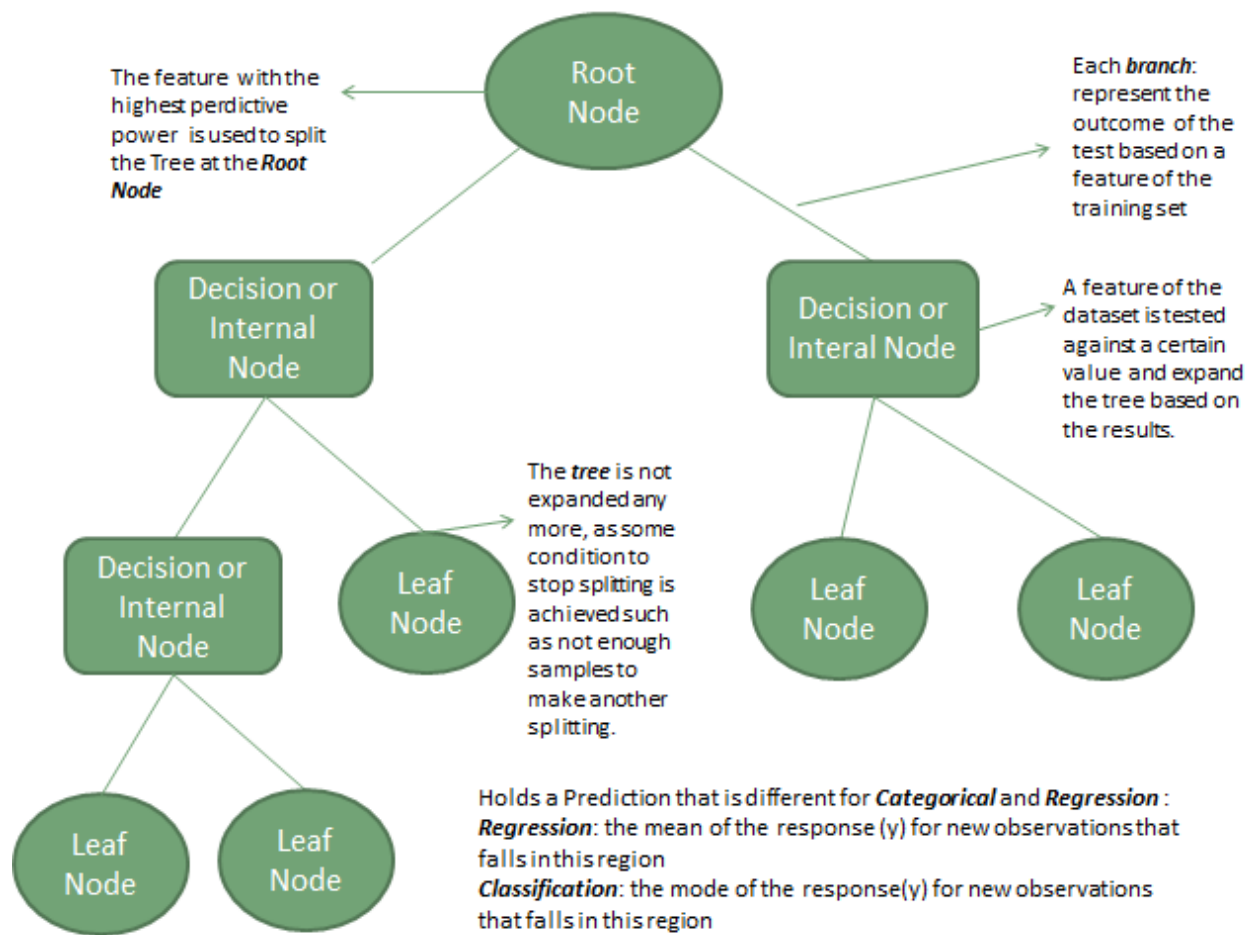 Root
Node
The feature with the
highest perdictive
power is used to split
the Tree at the Root
Node
Each branch:
represent the
outcome of the
test based on a
feature of the
training set
Decision or
Internal
Node
Decision or
Interal Node
A feature of the
dataset is tested
against a certain
value and expand
the tree based on
the results.
The tree is not
expanded any
more, as some
condition to
stop splitting is
achieved such
as not enough
samples to
make another
splitting.
Decision or
Internal
Node
Leaf
Node
Leaf
Node
Leaf
Node
Leaf
Node
Leaf
Node
Holds a Prediction that is different for Categorical and Regression :
Regression: the mean of the response (y) for new observations that
falls in this region
Classification: the mode of the response(y) for new observations
that falls in this region